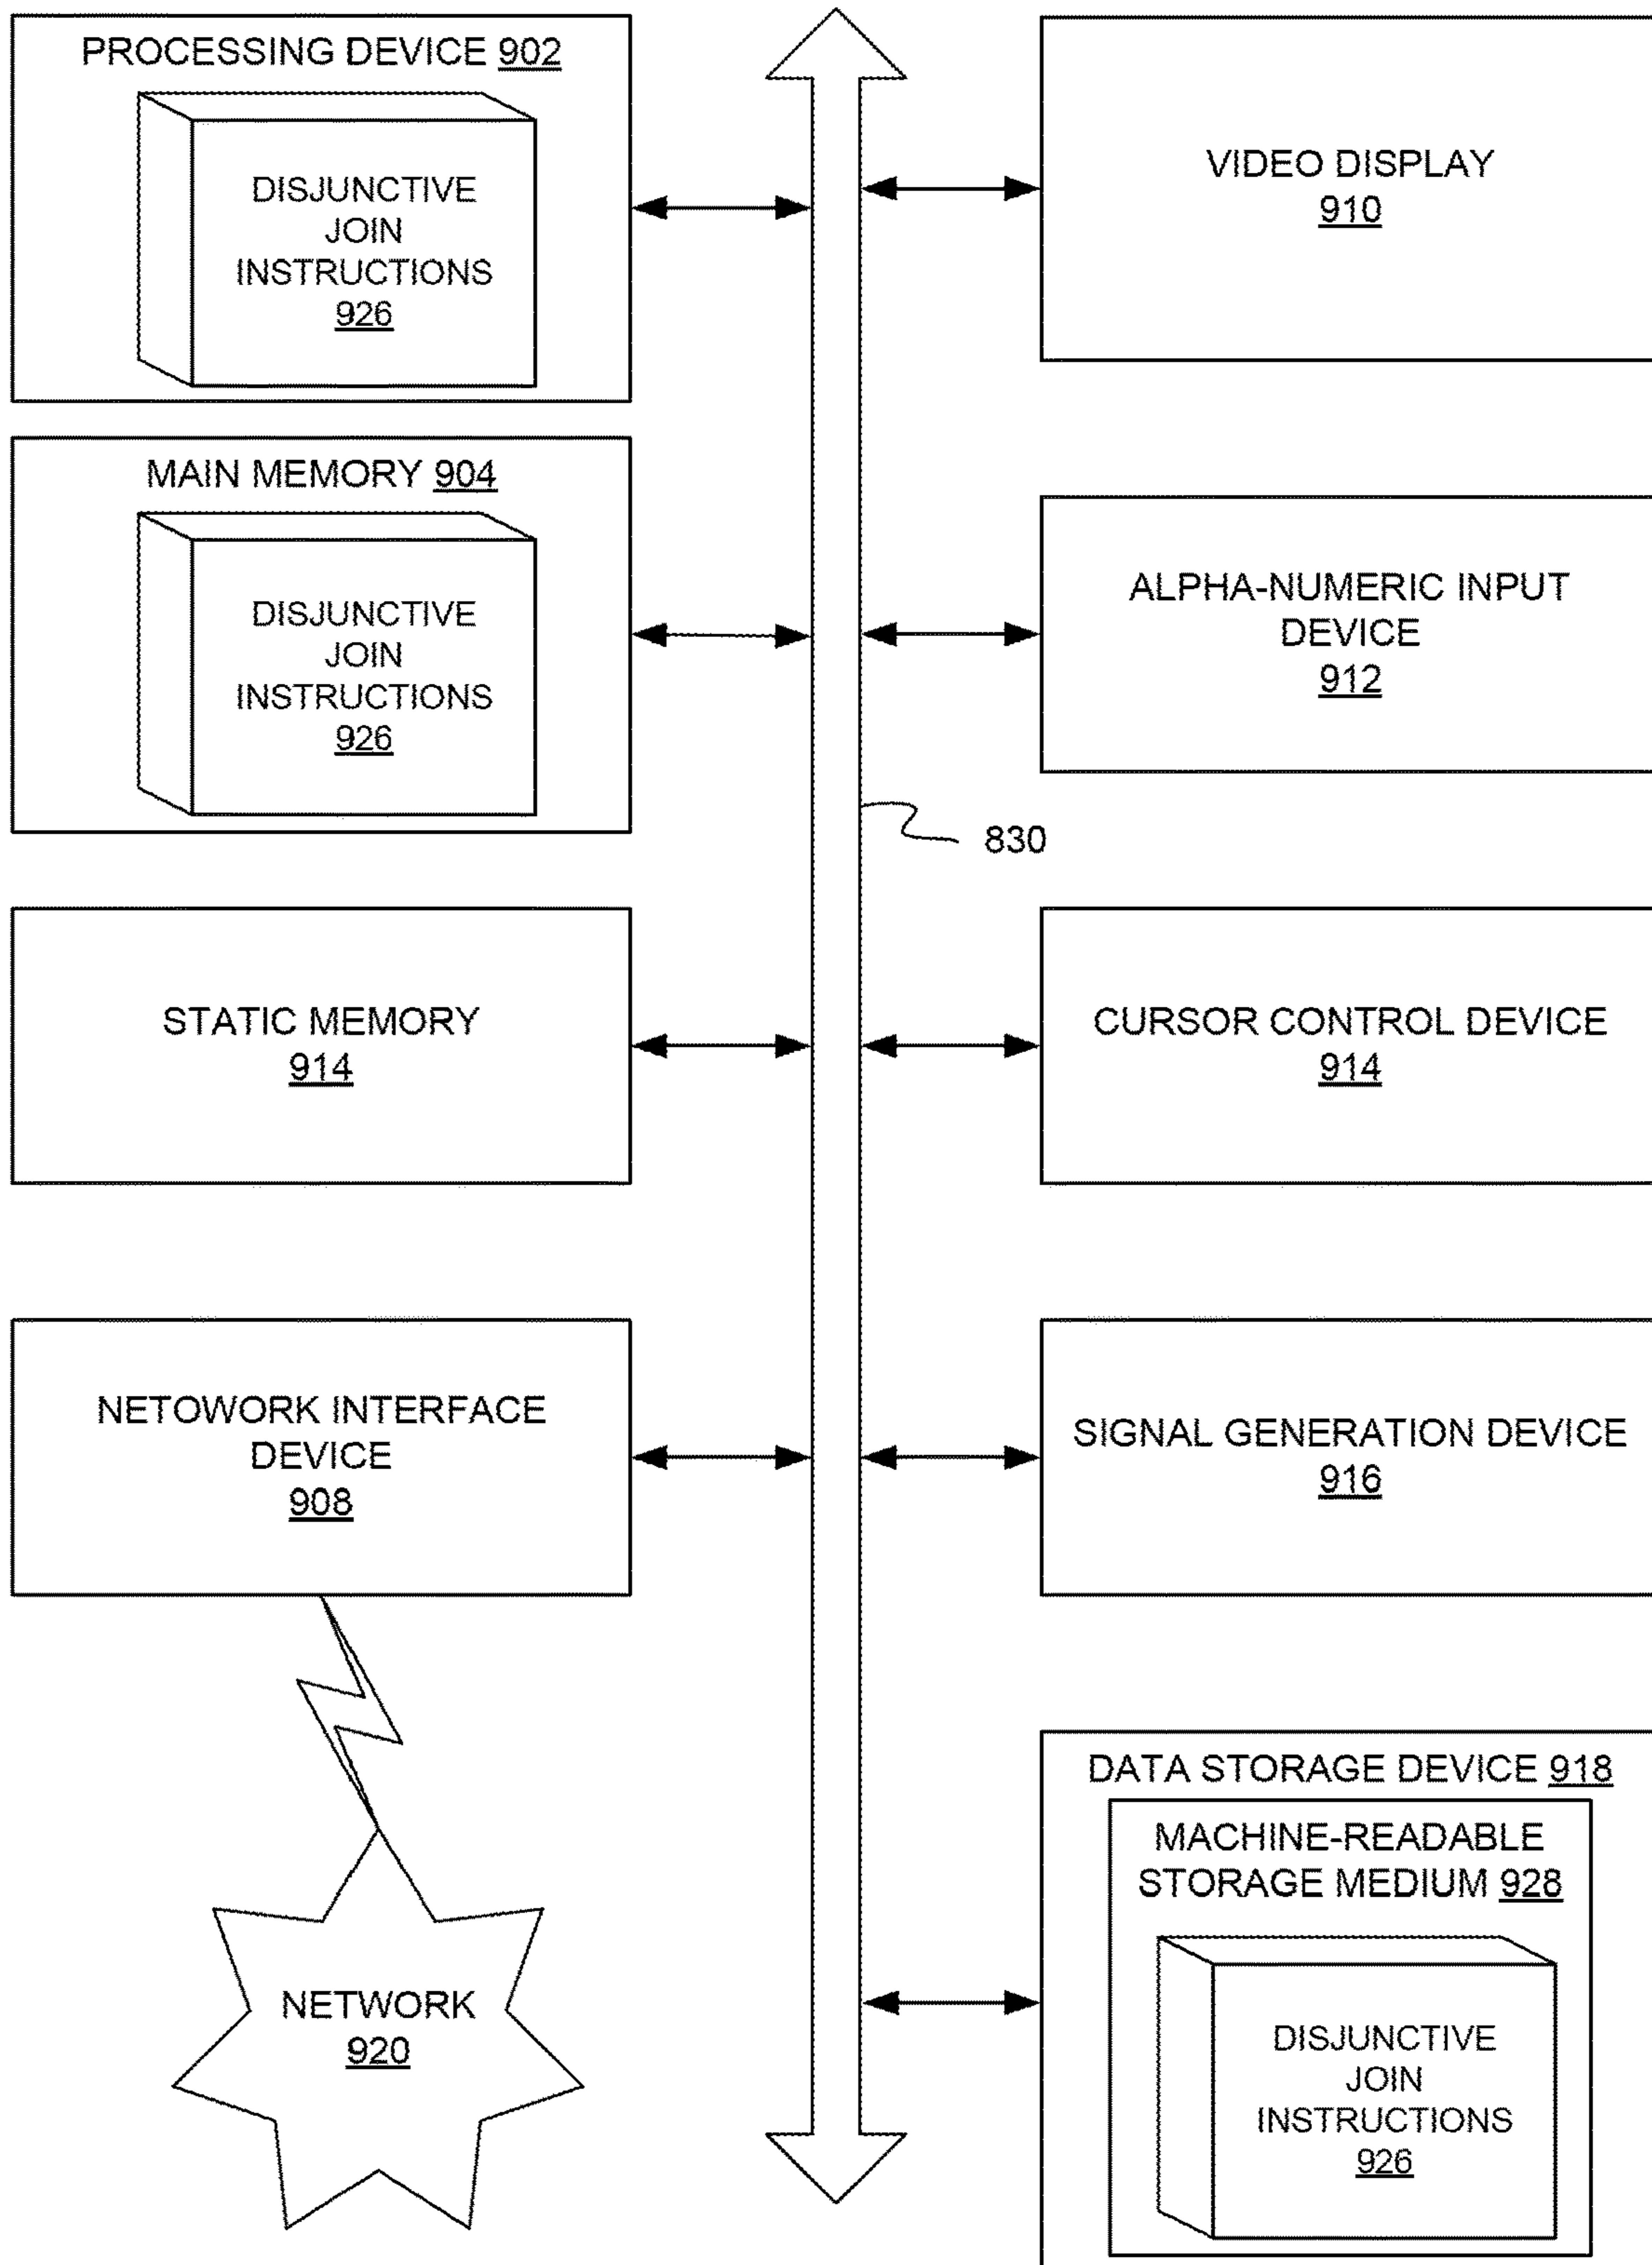 PROCESSING DEVICE 902
DISJUNCTIVE
JOIN
INSTRUCTIONS
926
MAIN MEMORY 904
DISJUNCTIVE
JOIN
INSTRUCTIONS
926
STATIC MEMORY
914
NETOWORK INTERFACE
DEVICE
908
NETWORK
920
830
VIDEO DISPLAY
910
ALPHA-NUMERIC INPUT
DEVICE
912
CURSOR CONTROL DEVICE
914
SIGNAL GENERATION DEVICE
916
DATA STORAGE DEVICE 918
MACHINE-READABLE
STORAGE MEDIUM 928
DISJUNCTIVE
JOIN
INSTRUCTIONS
926